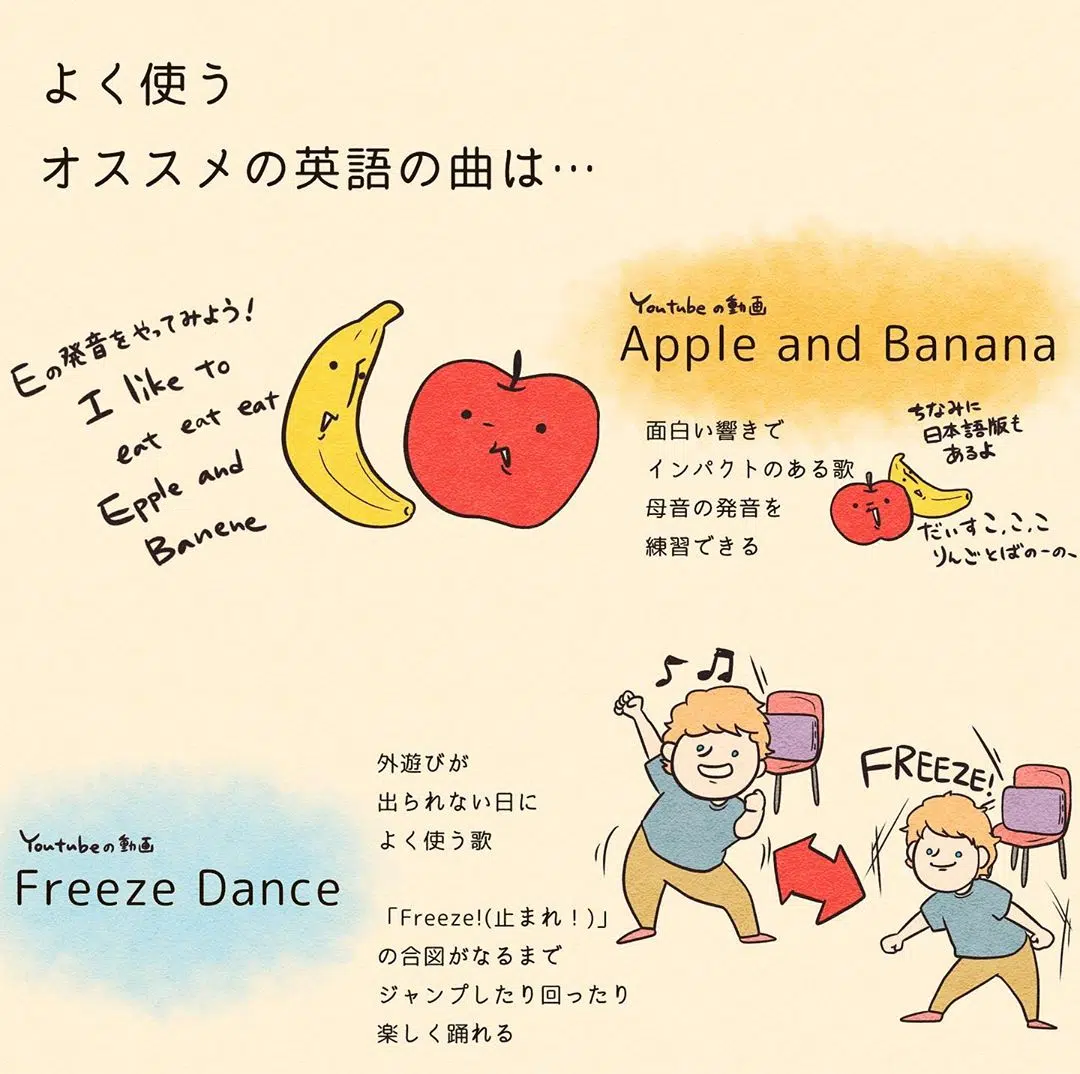 よく使う
オススメの英語の曲は…
Eの発音をやってみよう!
I like to
eat eat eat
Epple and
Banene
Youtubeの動画
Apple and Banana
面白い響きで
インパクトのある歌
母音の発音を
練習できる
ちなみに
日本語版も
あるよ
だいすこ,こ,こ
りんごとばのーのー
FREEZE!
Youtubeの動画
Freeze Dance
外遊びが
出られない日に
よく使う歌
「Freeze!(止まれ！)」
の合図がなるまで
ジャンプしたり回ったり
楽しく踊れる